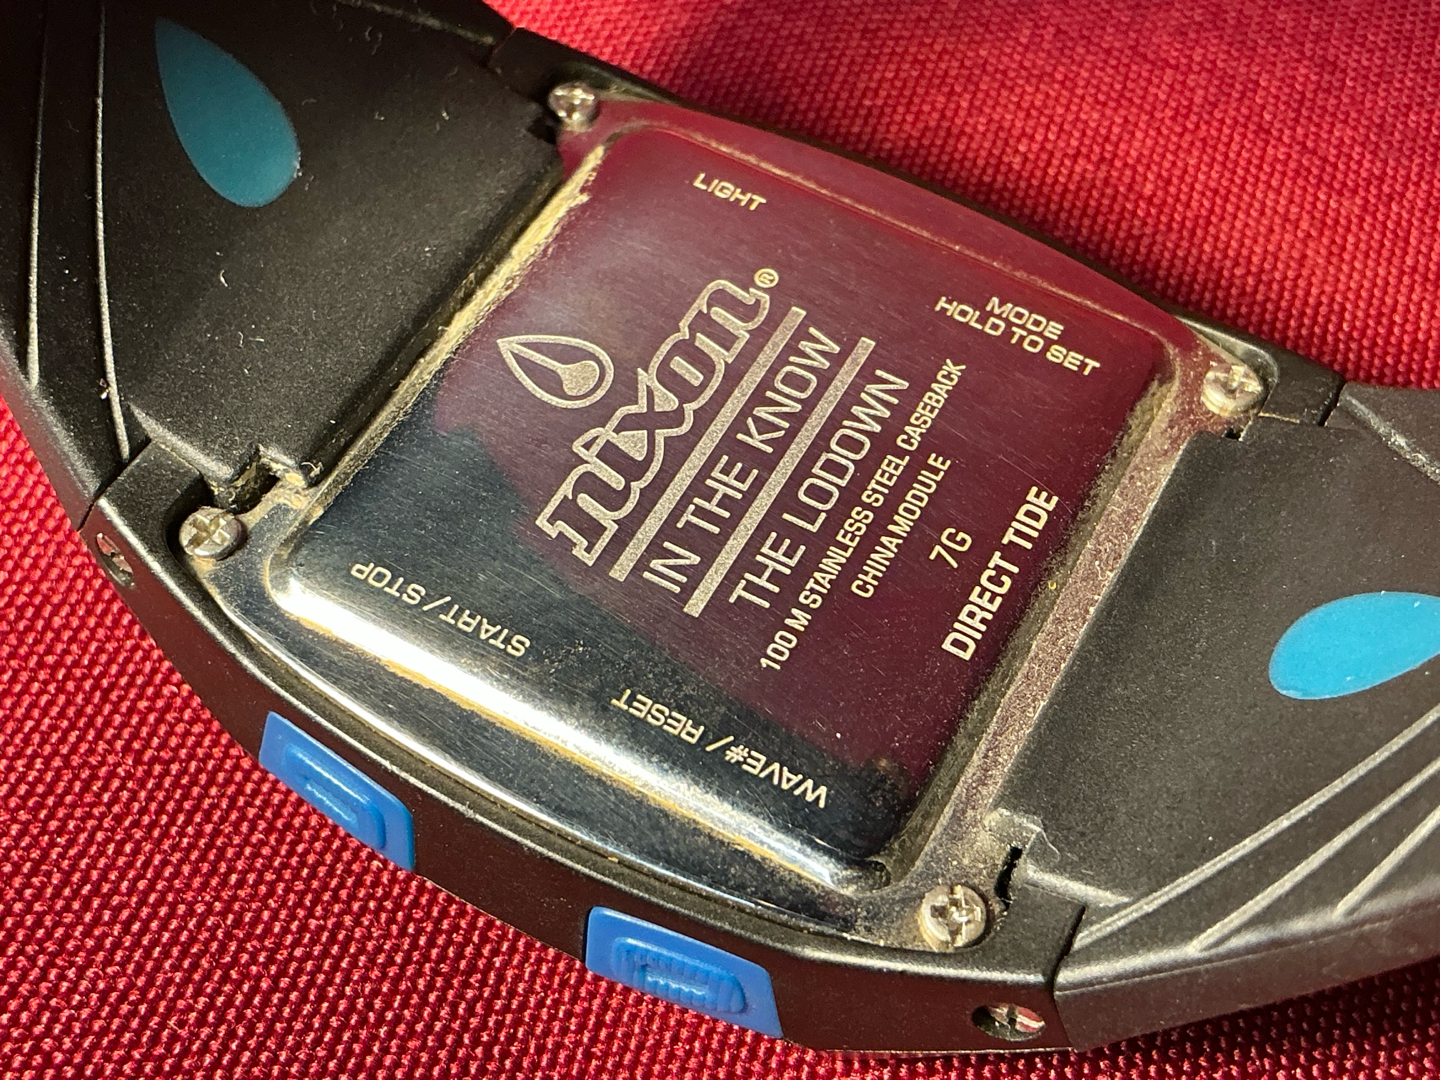 LIGHT
MODE
HOLD TO SET
nixon®
IN THE KNOW
THE LODOWN
100 M STAINLESS STEEL CASEBACK
CHINA MODULE
7G
DIRECT TIDE
START/STOP
WAVE#/RESET